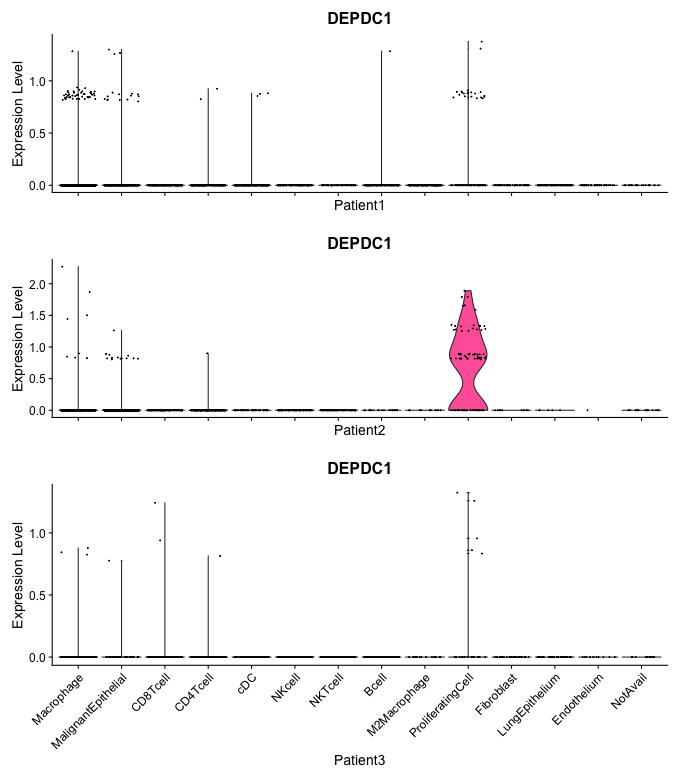 DEPDC1
Expression Level
1.0
0.5
0.0
Patient1
DEPDC1
Expression Level
2.0
1.5
1.0
0.5
0.0
Patient2
DEPDC1
Expression Level
1.0
0.5
0.0
Macrophage
MalignantEpithelial
CD8Tcell
CD4Tcell
cDC
NKcell
NKTcell
Bcell
M2Macrophage
ProliferatingCell
Fibroblast
LungEpithelium
Endothelium
NotAvail
Patient3